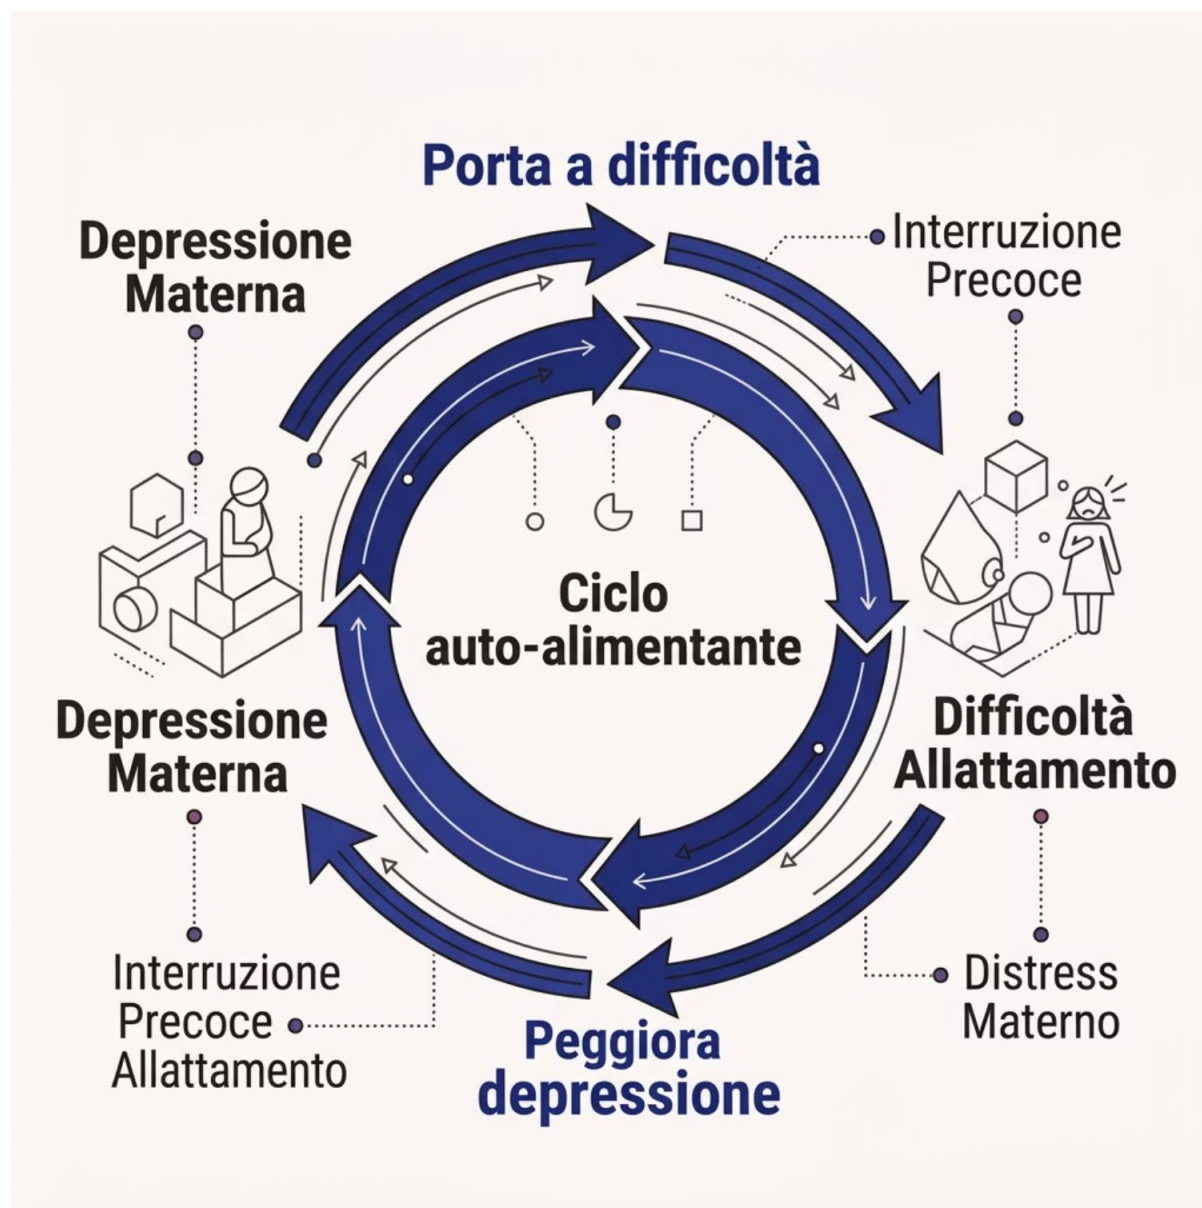 Porta a difficoltà
Depressione
Materna
Interruzione
Precoce
Ciclo
auto-alimentante
Depressione
Materna
Difficoltà
Allattamento
Interruzione
Precoce
Allattamento
Distress
Materno
Peggiora
depressione